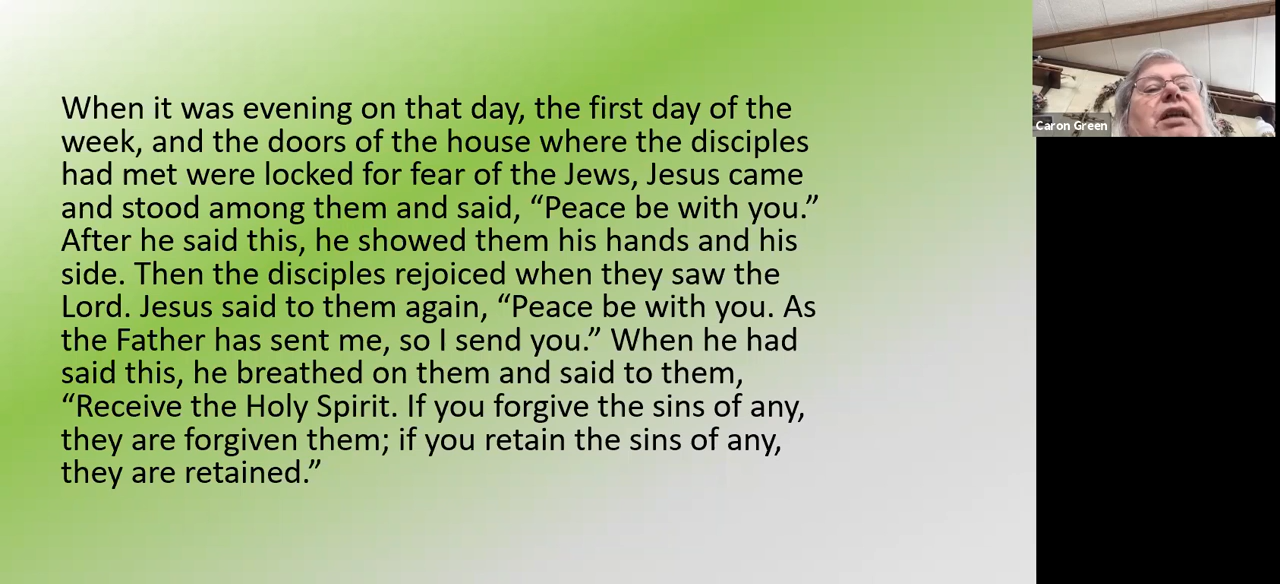 When it was evening on that day, the first day of the
week, and the doors of the house where the disciples
had met were locked for fear of the Jews, Jesus came
and stood among them and said, “Peace be with you.”
After he said this, he showed them his hands and his
side. Then the disciples rejoiced when they saw the
Lord. Jesus said to them again, “Peace be with you. As
the Father has sent me, so I send you.” When he had
said this, he breathed on them and said to them,
“Receive the Holy Spirit. If you forgive the sins of any,
they are forgiven them; if you retain the sins of any,
they are retained.”
Caron Green